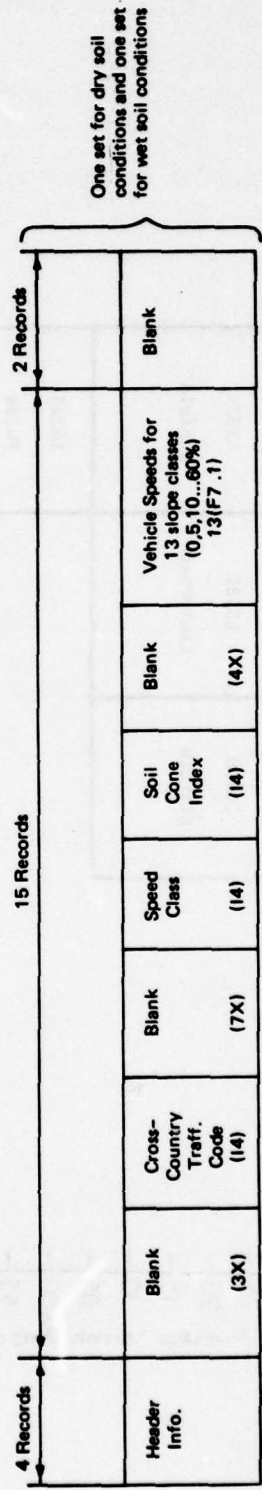 4 Records
15 Records
2 Records
Header
Info.
Blank
(3X)
Cross-
Country
Traff.
Code
(I4)
Blank
(7X)
Speed
Class
(I4)
Soil
Cone
Index
(I4)
Blank
(4X)
Vehicle Speeds for
13 slope classes
(0,5,10...60%)
13(F7 .1)
Blank
One set for dry soil
conditions and one set
for wet soil conditions